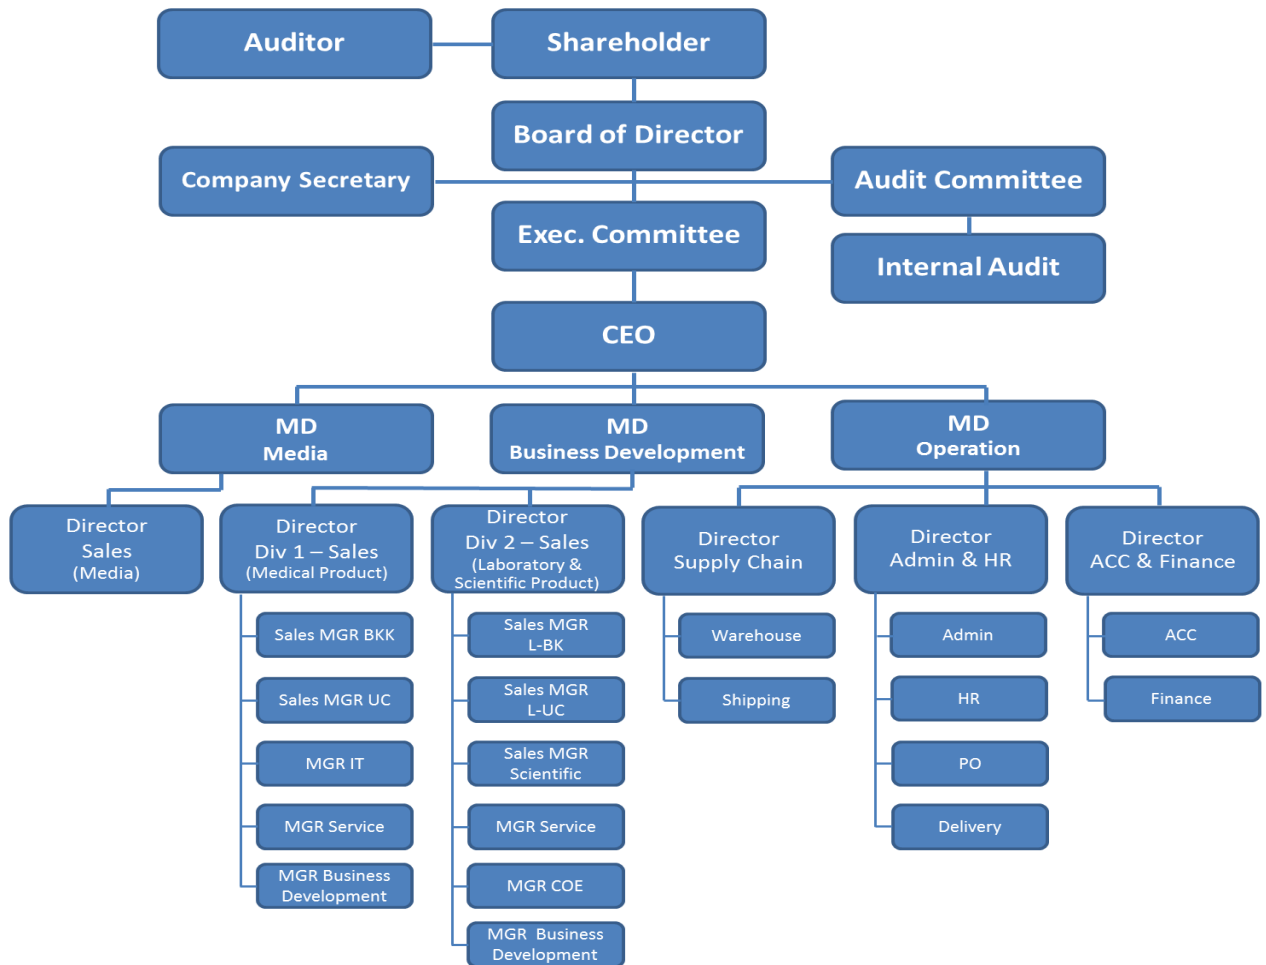 Auditor
Shareholder
Board of Director
Company Secretary
Audit Committee
Exec. Committee
Internal Audit
CEO
MD
Media
MD
Business Development
MD
Operation
Director
Sales
(Media)
Director
Div 1 – Sales
(Medical Product)
Director
Div 2 – Sales
(Laboratory &
Scientific Product)
Director
Supply Chain
Director
Admin & HR
Director
ACC & Finance
Sales MGR BKK
Sales MGR UC
MGR IT
MGR Service
MGR Business
Development
Sales MGR
L-BK
Sales MGR
L-UC
Sales MGR
Scientific
MGR Service
MGR COE
MGR Business
Development
Warehouse
Shipping
Admin
HR
PO
Delivery
ACC
Finance